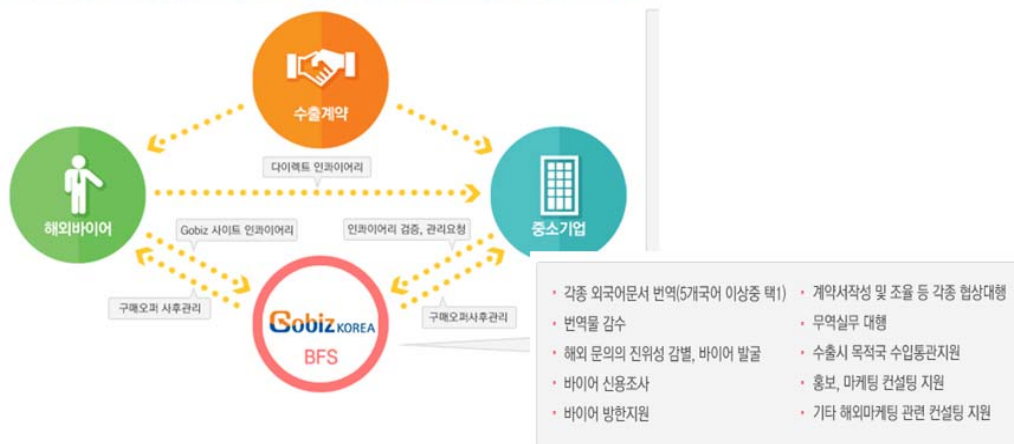 수출계약
다이렉트 인콰이어리
해외바이어
중소기업
Gobiz 사이트 인콰이어리
인콰이어리 검증, 관리요청
구매오퍼 사후관리
구매오퍼사후관리
Gobiz KOREA
BFS
• 각종 외국어문서 번역(5개국어 이상중 택1)
• 번역물 감수
• 해외 문의의 진위성 감별, 바이어 발굴
• 바이어 신용조사
• 바이어 방한지원
• 계약서작성 및 조율 등 각종 협상대행
• 무역실무 대행
• 수출시 목적국 수입통관지원
• 홍보, 마케팅 컨설팅 지원
• 기타 해외마케팅 관련 컨설팅 지원